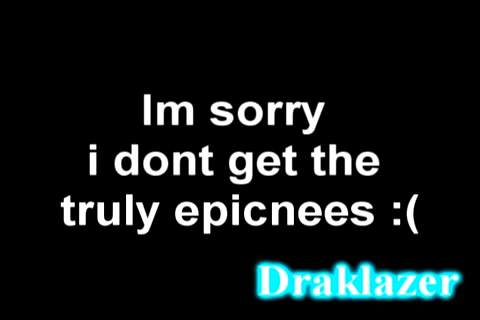 Im sorry
i dont get the
truly epicnees :(
Draklazer